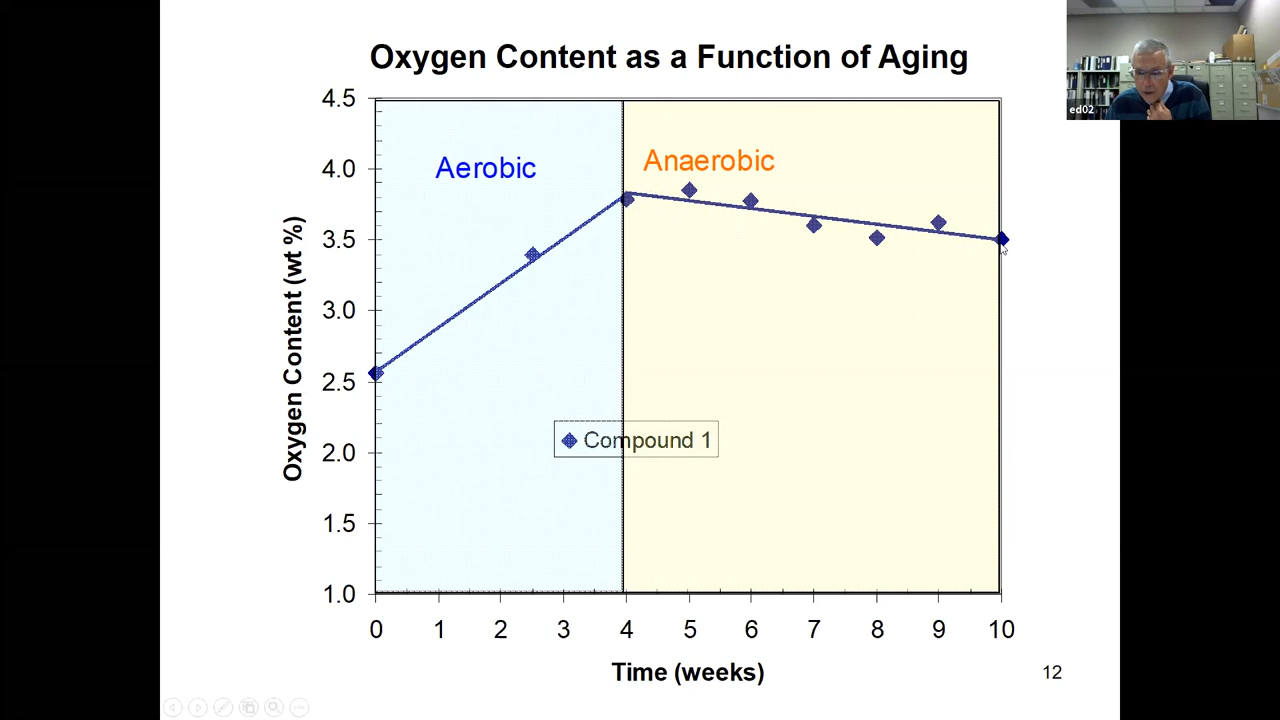 Oxygen Content as a Function of Aging
ed02
4.5
4.0
3.5
3.0
2.5
2.0
1.5
1.0
Oxygen Content (wt %)
Aerobic
Anaerobic
Compound 1
0 1 2 3 4 5 6 7 8 9 10
Time (weeks)
12